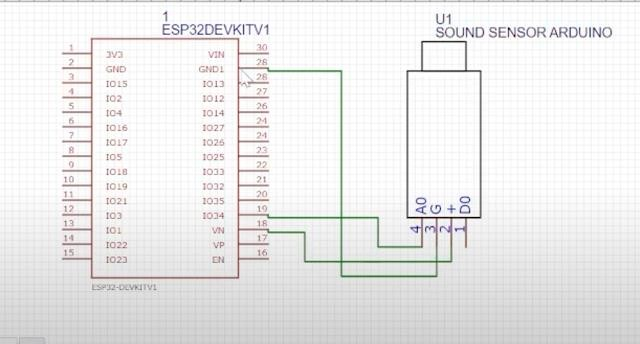 1
ESP32DEVKITV1
U1
SOUND SENSOR ARDUINO
1 3V3 VIN 30
2 GND GND1 28
3 IO15 IO13 28
4 IO2 IO12 27
5 IO4 IO14 26
6 IO16 IO27 24
7 IO17 IO26 25
8 IO5 IO25 23
9 IO18 IO33 22
10 IO19 IO32 21
11 IO21 IO35 20
12 IO3 IO34 19
13 IO1 VN 18
14 IO22 VP 17
15 IO23 EN 16
ESP32-DEVKITV1
A0 G + D0
4 3 2 1